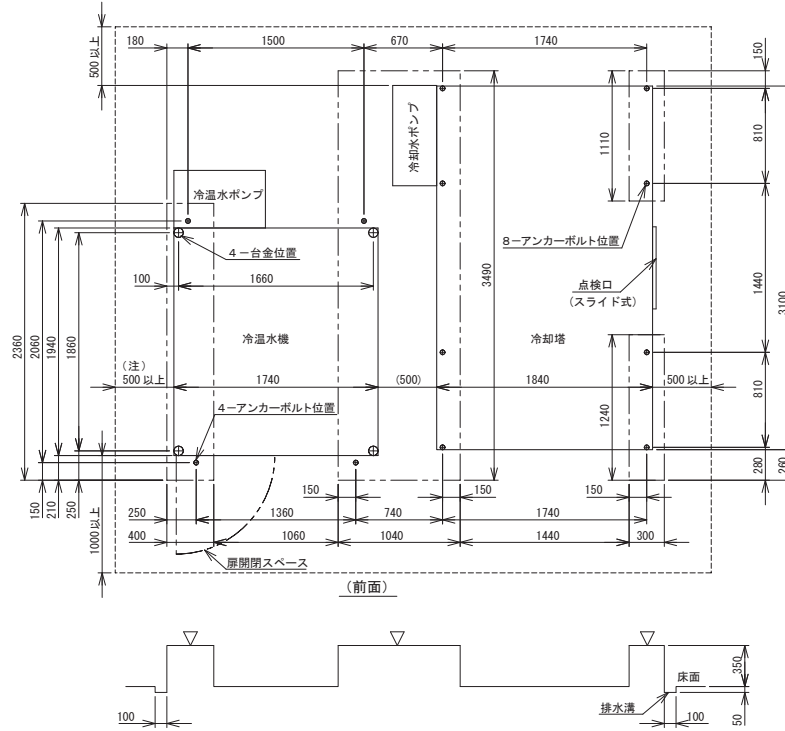 180
1500
670
1740
150
500 以上
冷却水ポンプ
1110
810
冷温水ポンプ
4－台金位置
8－アンカーボルト位置
100
1660
点検口
(スライド式)
3490
1440
3100
2360
2060
1940
1860
冷温水機
冷却塔
(注)
500 以上
1740
(500)
1840
500 以上
1240
810
4－アンカーボルト位置
150
210
250
1000 以上
150
150
150
280
260
250
1360
740
1740
400
1060
1040
1440
300
扉開閉スペース
(前面)
床面
350
排水溝
50
100
100